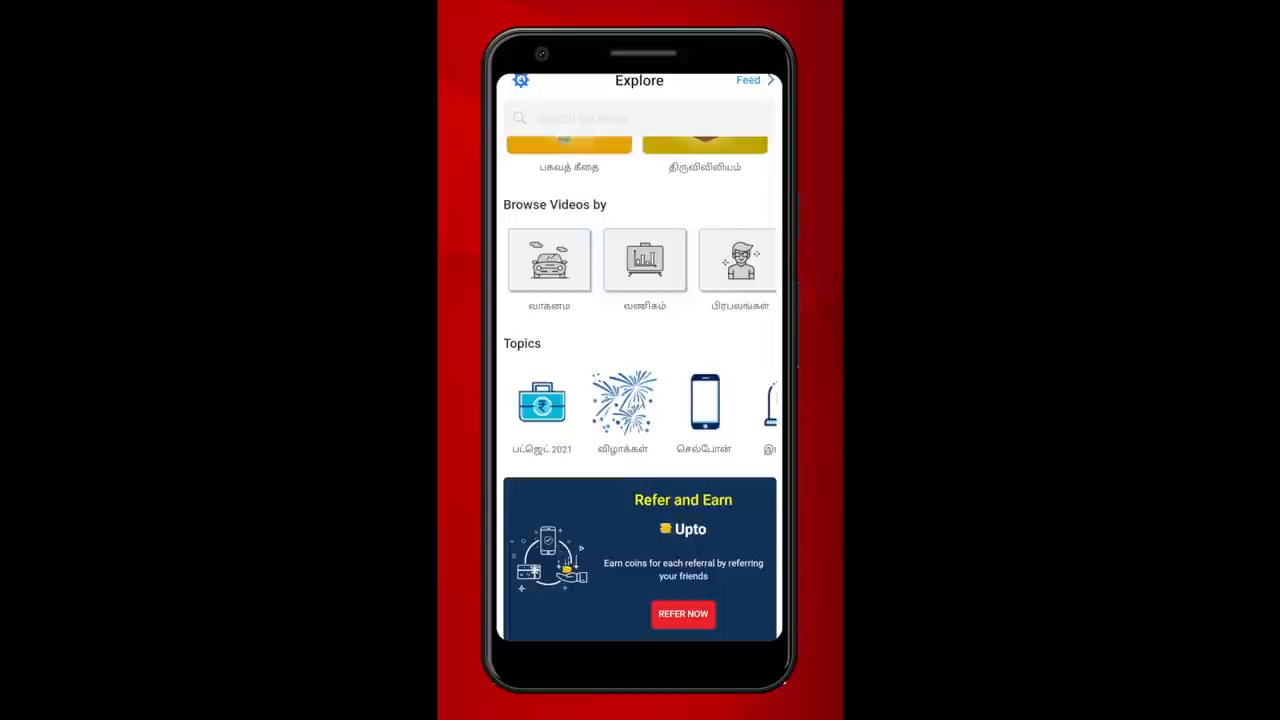 Explore
Feed
பகவத் கீதை
திருவிவிலியம்
Browse Videos by
வாகனம
வணிகம்
பிரபலங்கள்
Topics
பட்ஜெட் 2021
விழாக்கள்
செல்போன்
Refer and Earn
Upto
Earn coins for each referral by referring
your friends
REFER NOW